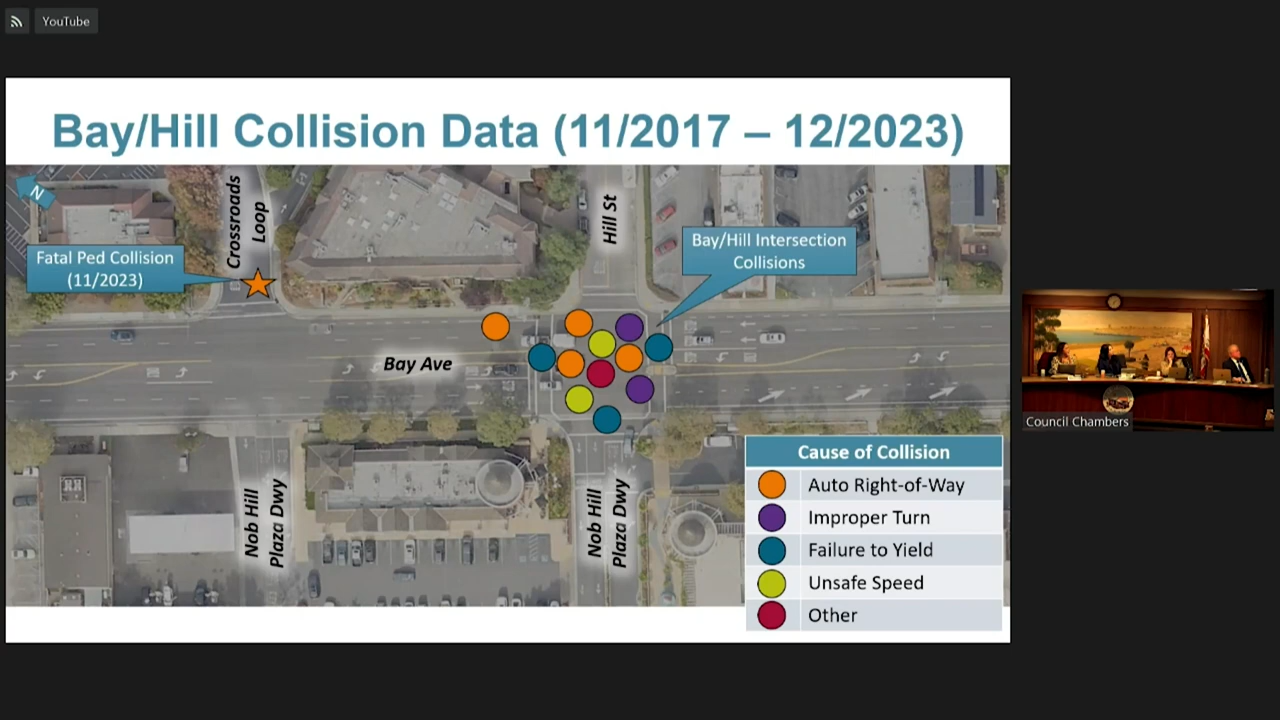 YouTube
Bay/Hill Collision Data (11/2017 – 12/2023)
N
Crossroads
Loop
Hill St
Fatal Ped Collision
(11/2023)
Bay/Hill Intersection
Collisions
Bay Ave
Council Chambers
Nob Hill
Plaza Dwy
Nob Hill
Plaza Dwy
Cause of Collision
Auto Right-of-Way
Improper Turn
Failure to Yield
Unsafe Speed
Other